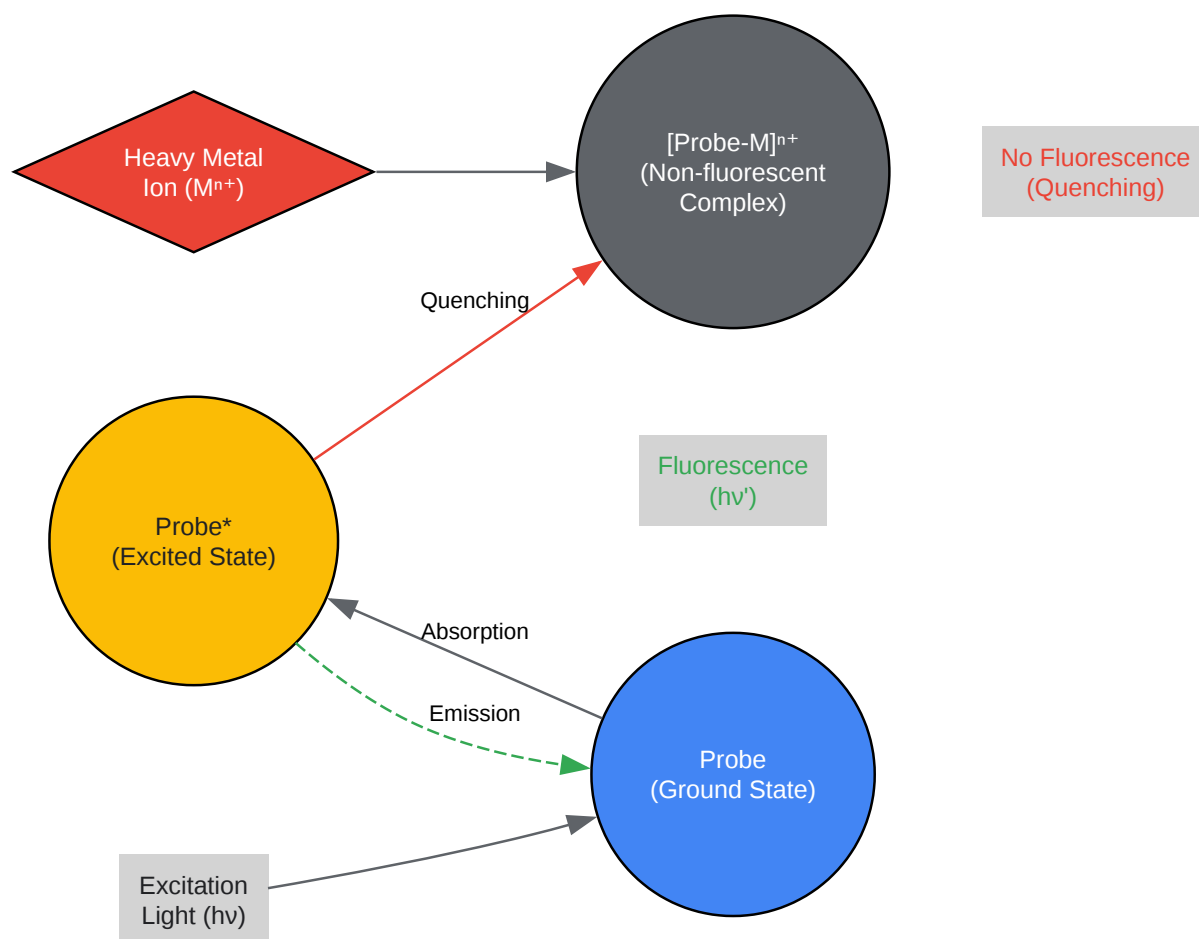 Heavy Metal
Ion (Mⁿ⁺)
[Probe-M]ⁿ⁺
(Non-fluorescent
Complex)
No Fluorescence
(Quenching)
Quenching
Fluorescence
(hν')
Probe*
(Excited State)
Absorption
Emission
Probe
(Ground State)
Excitation
Light (hν)